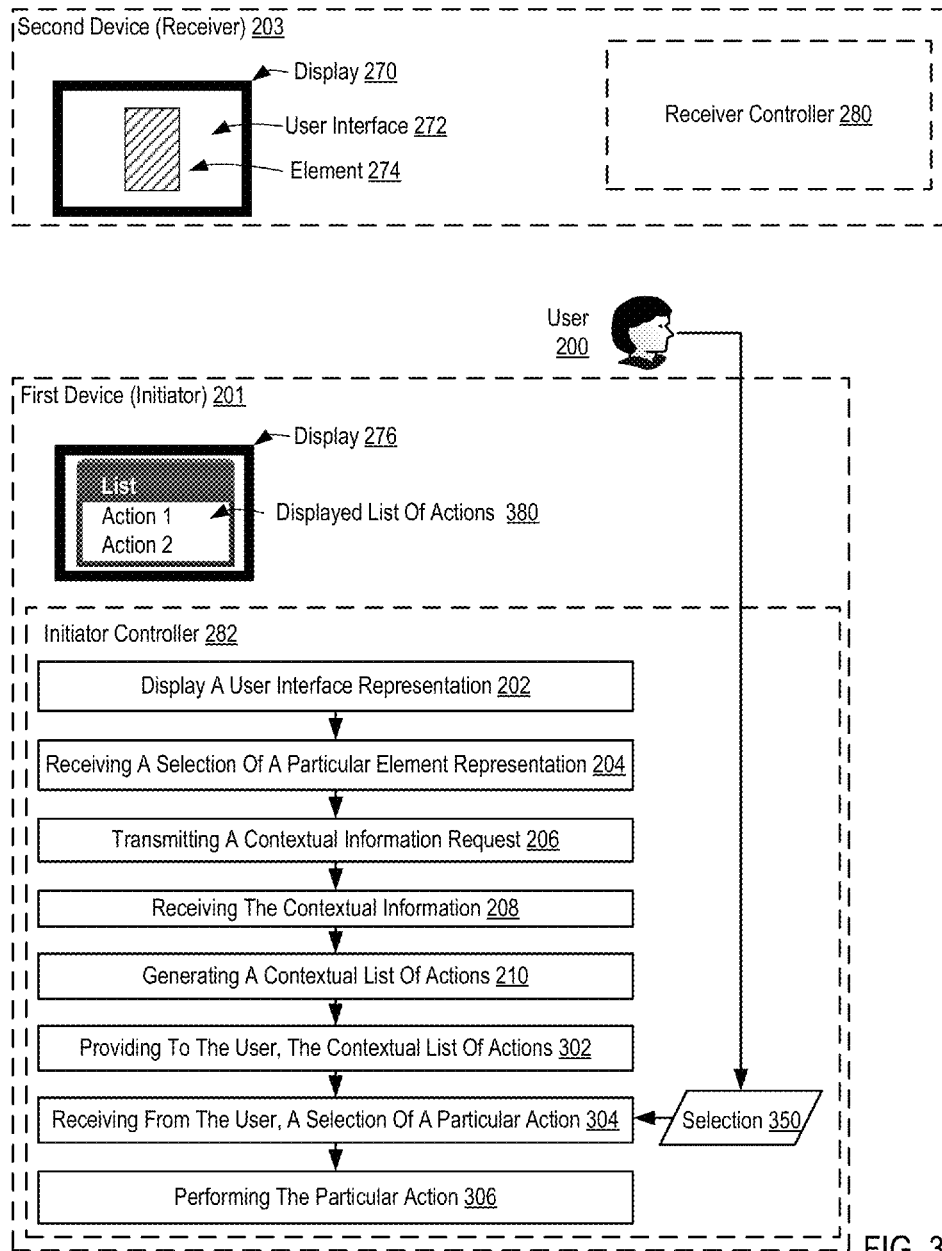 Second Device (Receiver) 203
Display 270
User Interface 272
Element 274
Receiver Controller 280
User
200
First Device (Initiator) 201
Display 276
List
Action 1
Action 2
Displayed List Of Actions 380
Initiator Controller 282
Display A User Interface Representation 202
Receiving A Selection Of A Particular Element Representation 204
Transmitting A Contextual Information Request 206
Receiving The Contextual Information 208
Generating A Contextual List Of Actions 210
Providing To The User, The Contextual List Of Actions 302
Receiving From The User, A Selection Of A Particular Action 304
Selection 350
Performing The Particular Action 306
FIG. 3